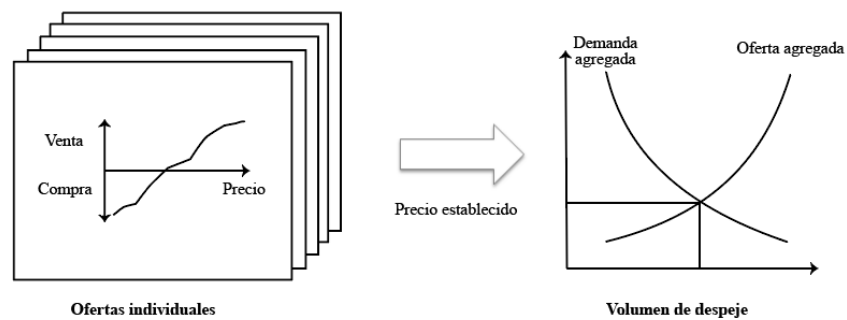 Venta
Compra
Precio
Ofertas individuales
Precio establecido
Demanda
agregada
Oferta agregada
Volumen de despeje